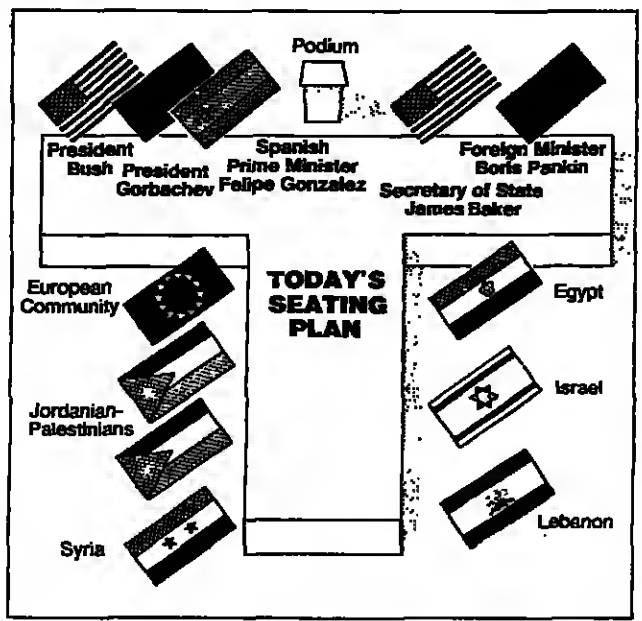 Podium
President
Bush
President
Gorbachev
Spanish
Prime Minister
Felipe Gonzalez
Secretary of State
James Baker
Foreign Minister
Boris Pankin
TODAY'S
SEATING
PLAN
European
Community
Jordanian-
Palestinians
Syria
Egypt
Israel
Lebanon